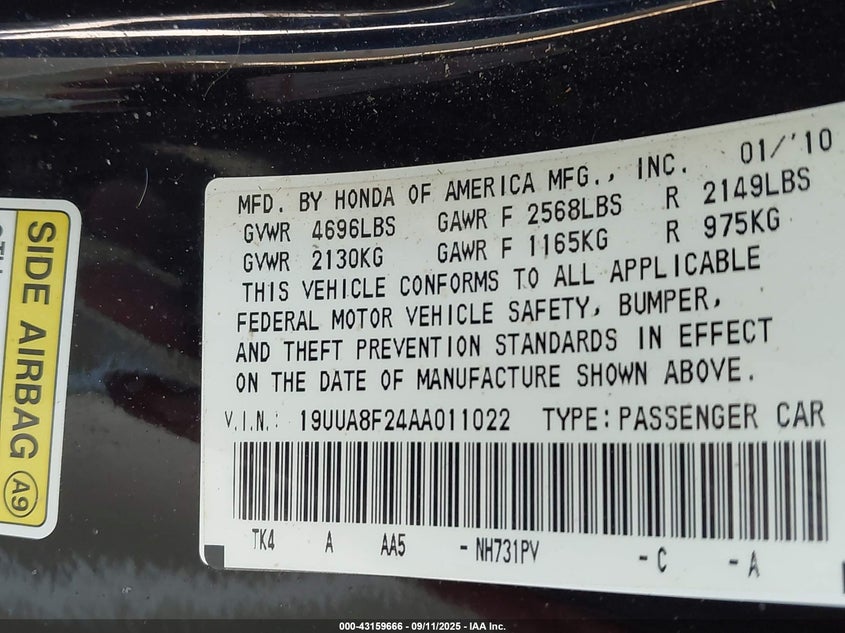 MFD. BY HONDA OF AMERICA MFG., INC. 01/'10
GVWR 4696LBS GAWR F 2568LBS R 2149LBS
GVWR 2130KG GAWR F 1165KG R 975KG
THIS VEHICLE CONFORMS TO ALL APPLICABLE
FEDERAL MOTOR VEHICLE SAFETY, BUMPER,
AND THEFT PREVENTION STANDARDS IN EFFECT
ON THE DATE OF MANUFACTURE SHOWN ABOVE.
V.I.N.: 19UUA8F24AA011022 TYPE: PASSENGER CAR
TK4 A AA5 - NH731PV - C - A
SIDE AIRBAG A9
000-43159666 - 09/11/2025 - IAA Inc.